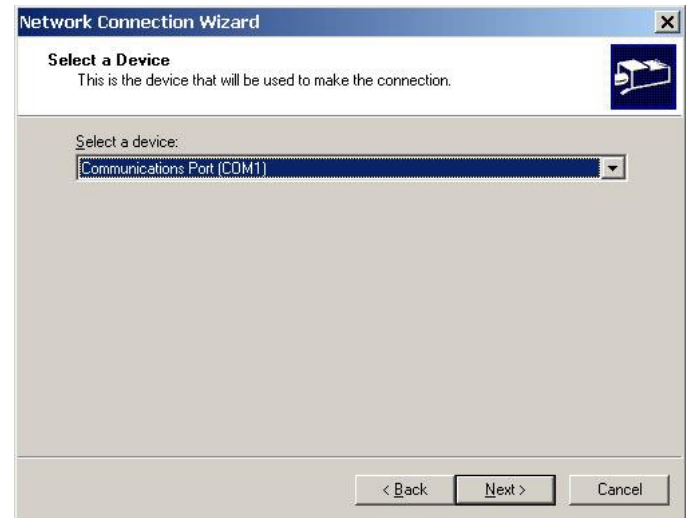 Network Connection Wizard
Select a Device
This is the device that will be used to make the connection.
Select a device:
Communications Port (COM1)
< Back
Next >
Cancel